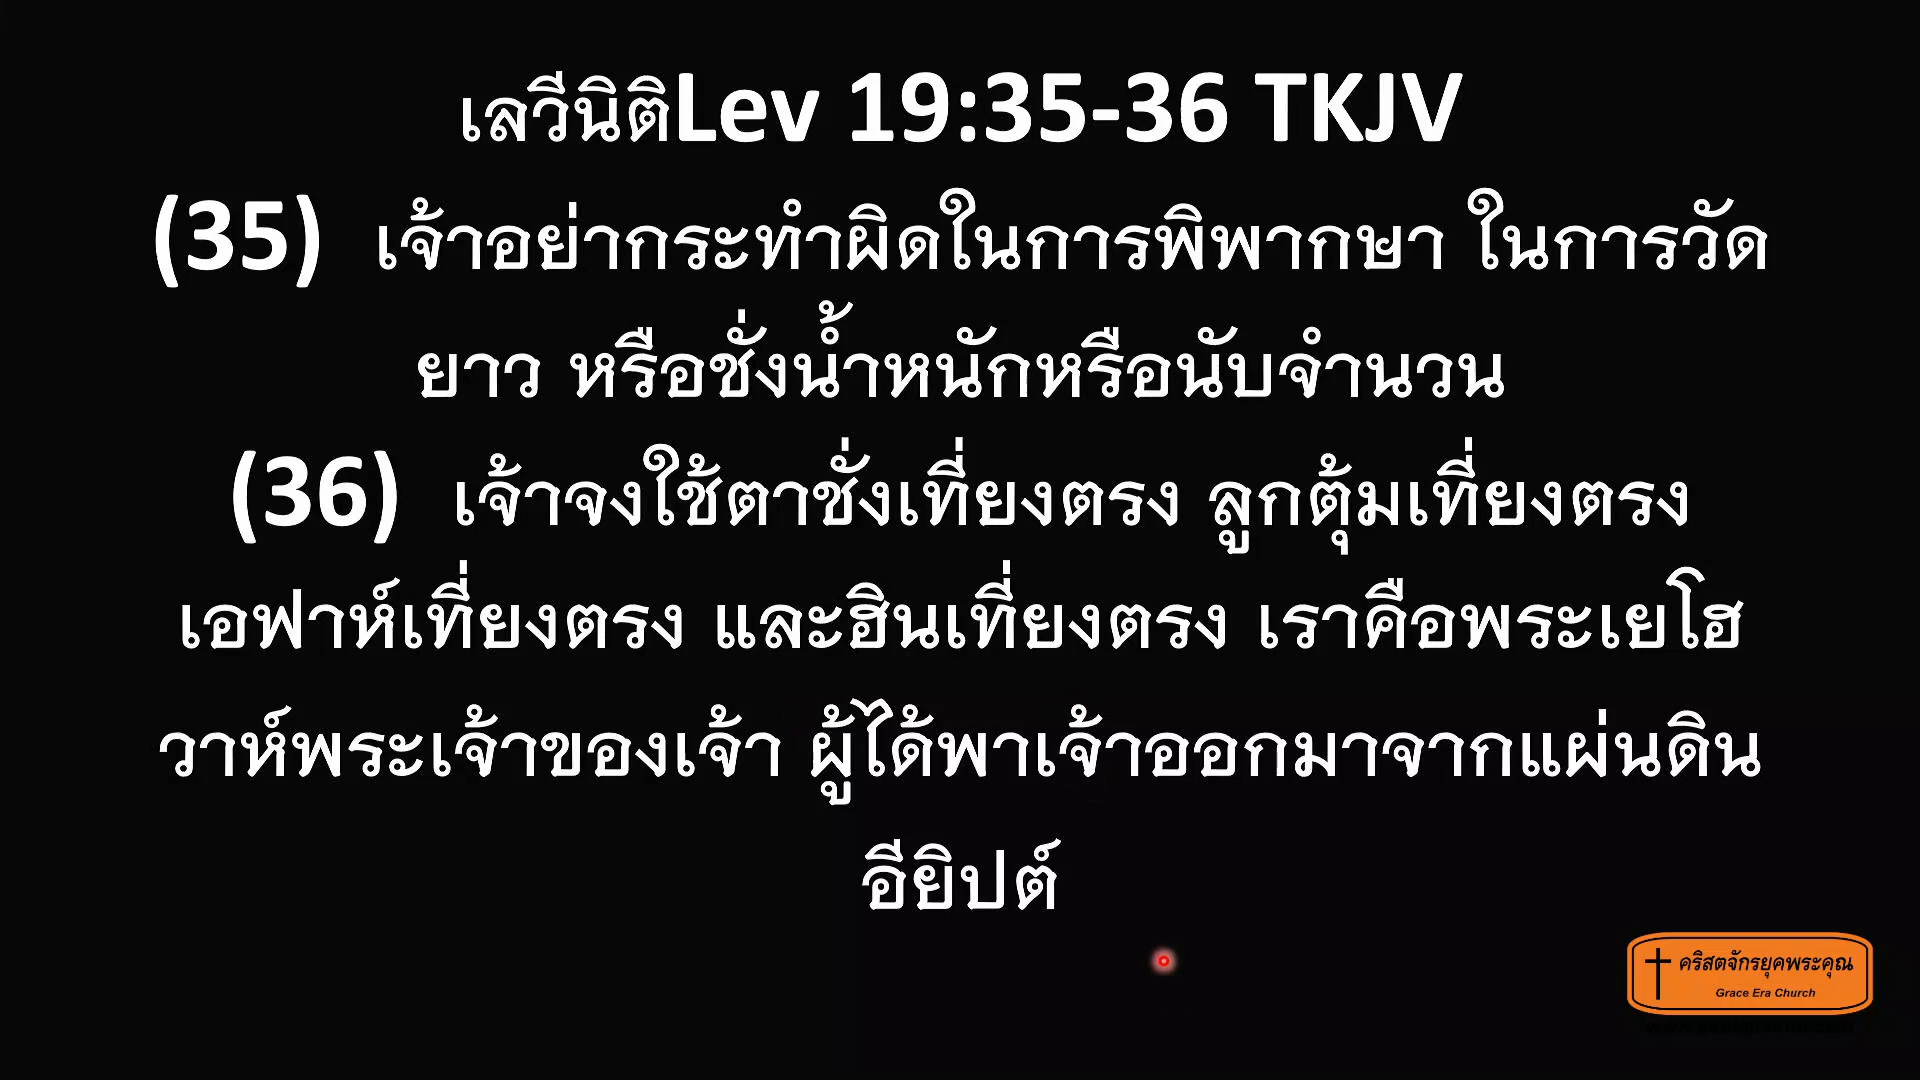 เลวีนิติLev 19:35-36 TKJV
(35) เจ้าอย่ากระทำผิดในการพิพากษา ในการวัด
ยาว หรือชั่งน้ำหนักหรือนับจำนวน
(36) เจ้าจงใช้ตาชั่งเที่ยงตรง ลูกตุ้มเที่ยงตรง
เอฟาห์เที่ยงตรง และฮินเที่ยงตรง เราคือพระเยโฮ
วาห์พระเจ้าของเจ้า ผู้ได้พาเจ้าออกมาจากแผ่นดิน
อียิปต์
คริสตจักรยุคพระคุณ
Grace Era Church